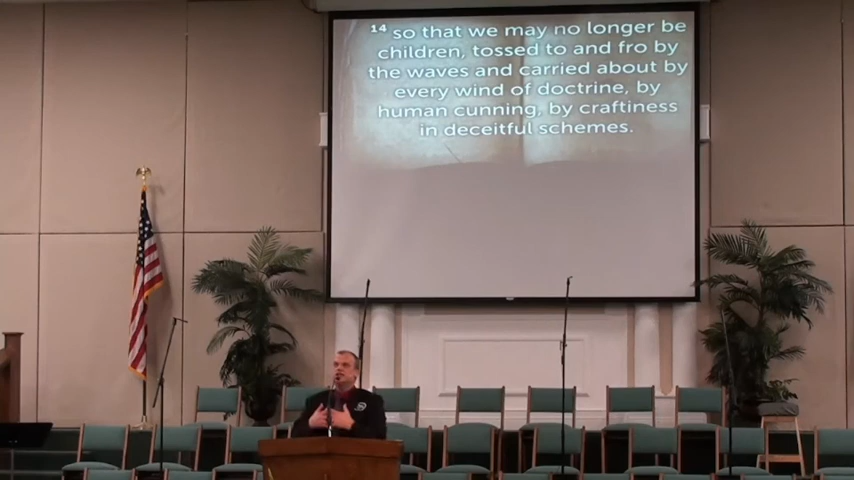 14 so that we may no longer be
children, tossed to and fro by
the waves and carried about by
every wind of doctrine, by
human cunning, by craftiness
in deceitful schemes.